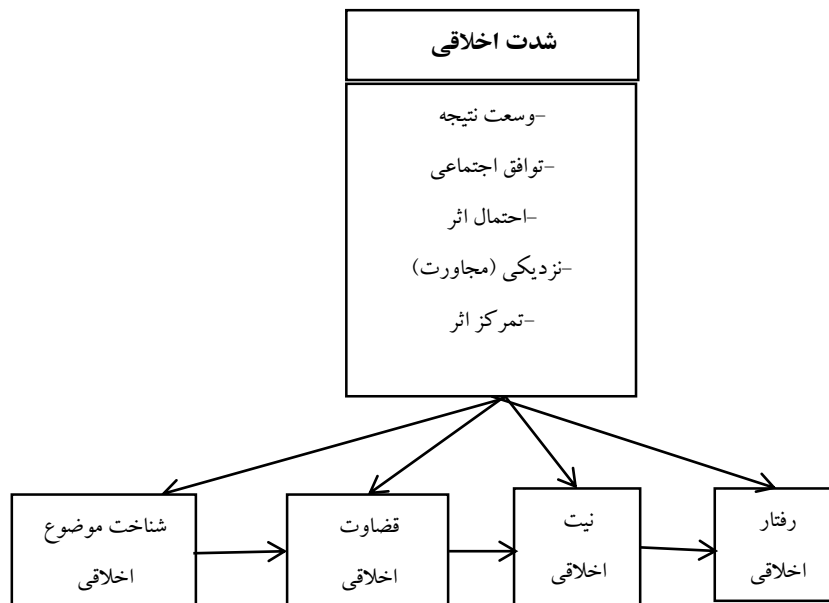 شدت اخلاقی
-وسعت نتیجه
-توافق اجتماعی
-احتمال اثر
-نزدیکی (مجاورت)
-تمرکز اثر
شناخت موضوع
اخلاقی
قضاوت
اخلاقی
نیت
اخلاقی
رفتار
اخلاقی